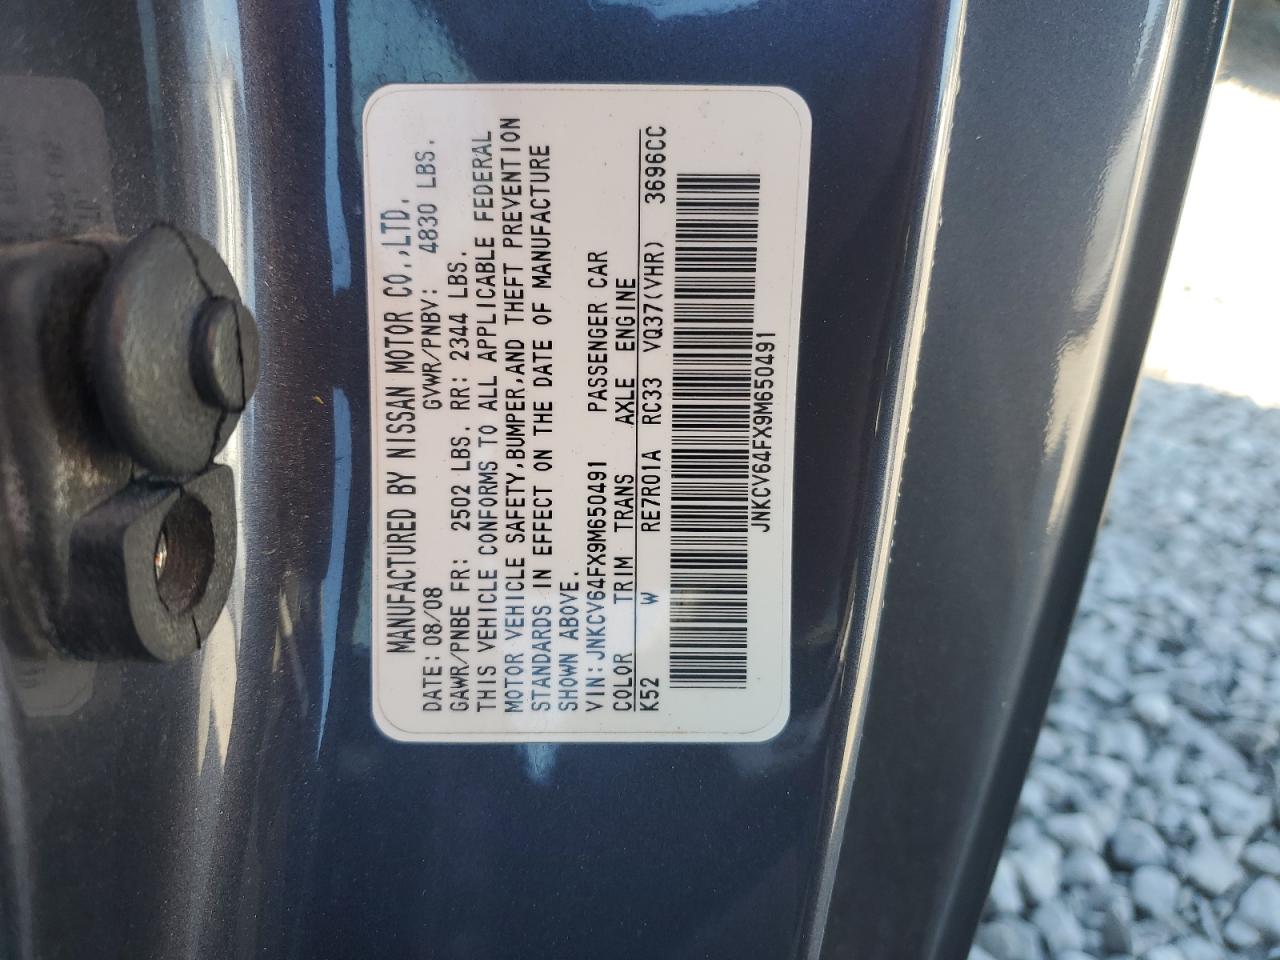 MANUFACTURED BY NISSAN MOTOR CO.,LTD.
DATE: 08/08 GVWR/PNBV: 4830 LBS.
GAWR/PNBE FR: 2502 LBS. RR: 2344 LBS.
THIS VEHICLE CONFORMS TO ALL APPLICABLE FEDERAL
MOTOR VEHICLE SAFETY,BUMPER,AND THEFT PREVENTION
STANDARDS IN EFFECT ON THE DATE OF MANUFACTURE
SHOWN ABOVE.
VIN:JNKCV64FX9M650491 PASSENGER CAR
COLOR TRIM TRANS AXLE ENGINE
K52 W RE7R01A RC33 VQ37(VHR) 3696CC
JNKCV64FX9M650491